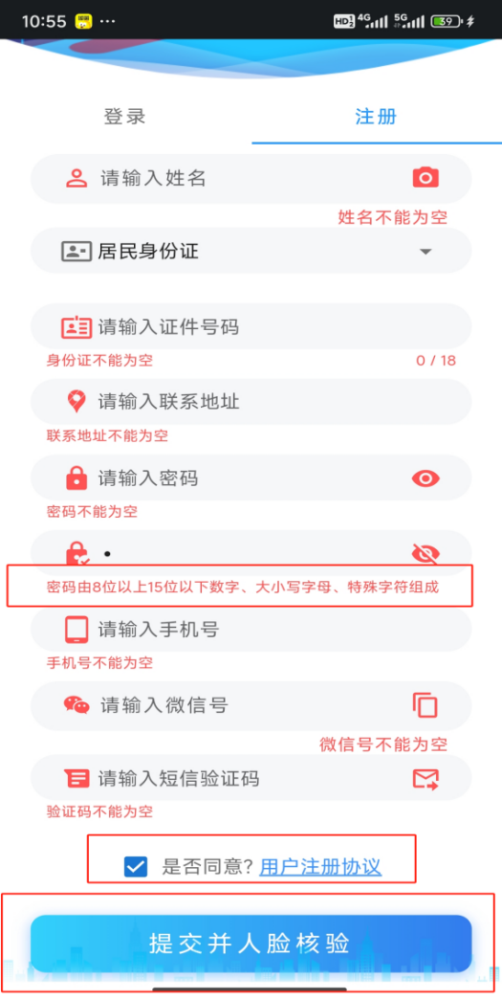 10:55 ··· HD 4G 5G 39
登录 注册
请输入姓名
姓名不能为空
居民身份证
请输入证件号码
身份证不能为空 0 / 18
请输入联系地址
联系地址不能为空
请输入密码
密码不能为空
•
密码由8位以上15位以下数字、大小写字母、特殊字符组成
请输入手机号
手机号不能为空
请输入微信号
微信号不能为空
请输入短信验证码
验证码不能为空
是否同意? 用户注册协议
提交并人脸核验